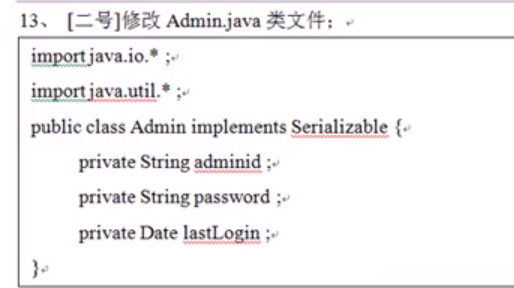 13、 [二号]修改 Admin.java 类文件；
import java.io.* ;
import java.util.* ;
public class Admin implements Serializable {
private String adminid ;
private String password ;
private Date lastLogin ;
}